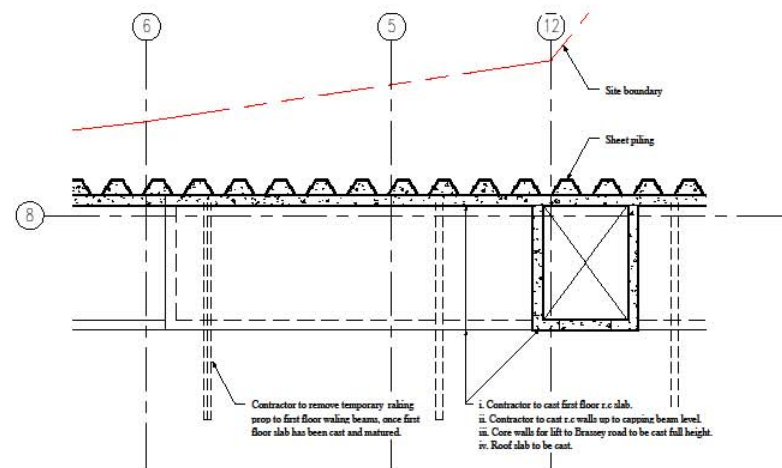 6
5
12
Site boundary
Sheet piling
8
Contractor to remove temporary raking
prop to first floor waling beams, once first
floor slab has been cast and matured.
i. Contractor to cast first floor r.c slab.
ii. Contractor to cast r.c walls up to capping beam level.
iii. Core walls for lift to Brassey road to be cast full height.
iv. Roof slab to be cast.